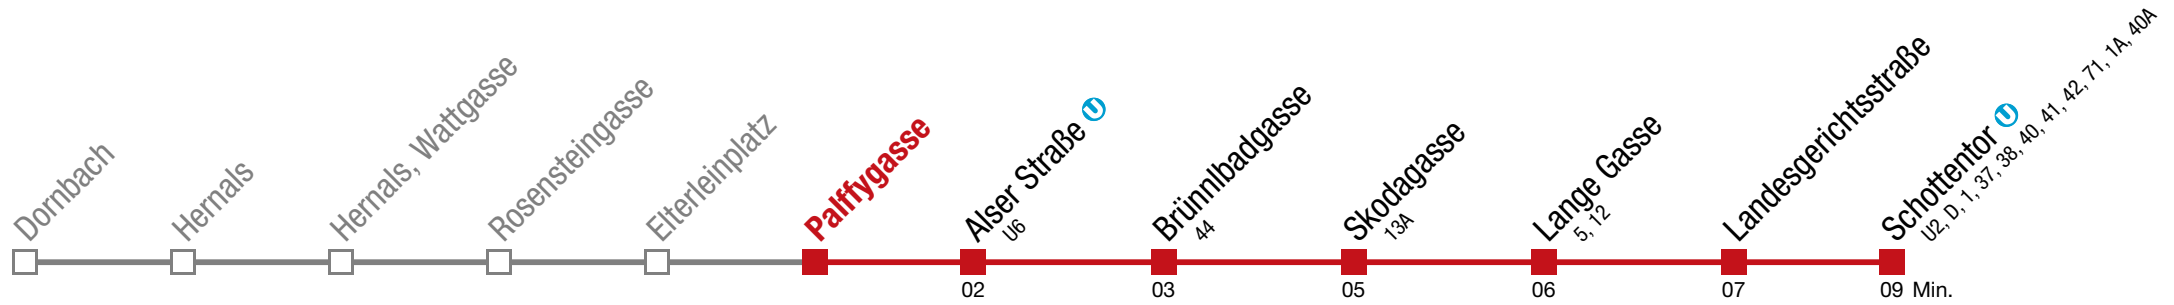 Dornbach
Hernals
Hernals, Wattgasse
Rosensteingasse
Elterleinplatz
Palffygasse
Alser Straße U
U6
Brünnlbadgasse
44
Skodagasse
13A
Lange Gasse
5, 12
Landesgerichtsstraße
Schottentor U
U2, D, 1, 37, 38, 40, 41, 42, 71, 1A, 40A
02 03 05 06 07 09 Min.